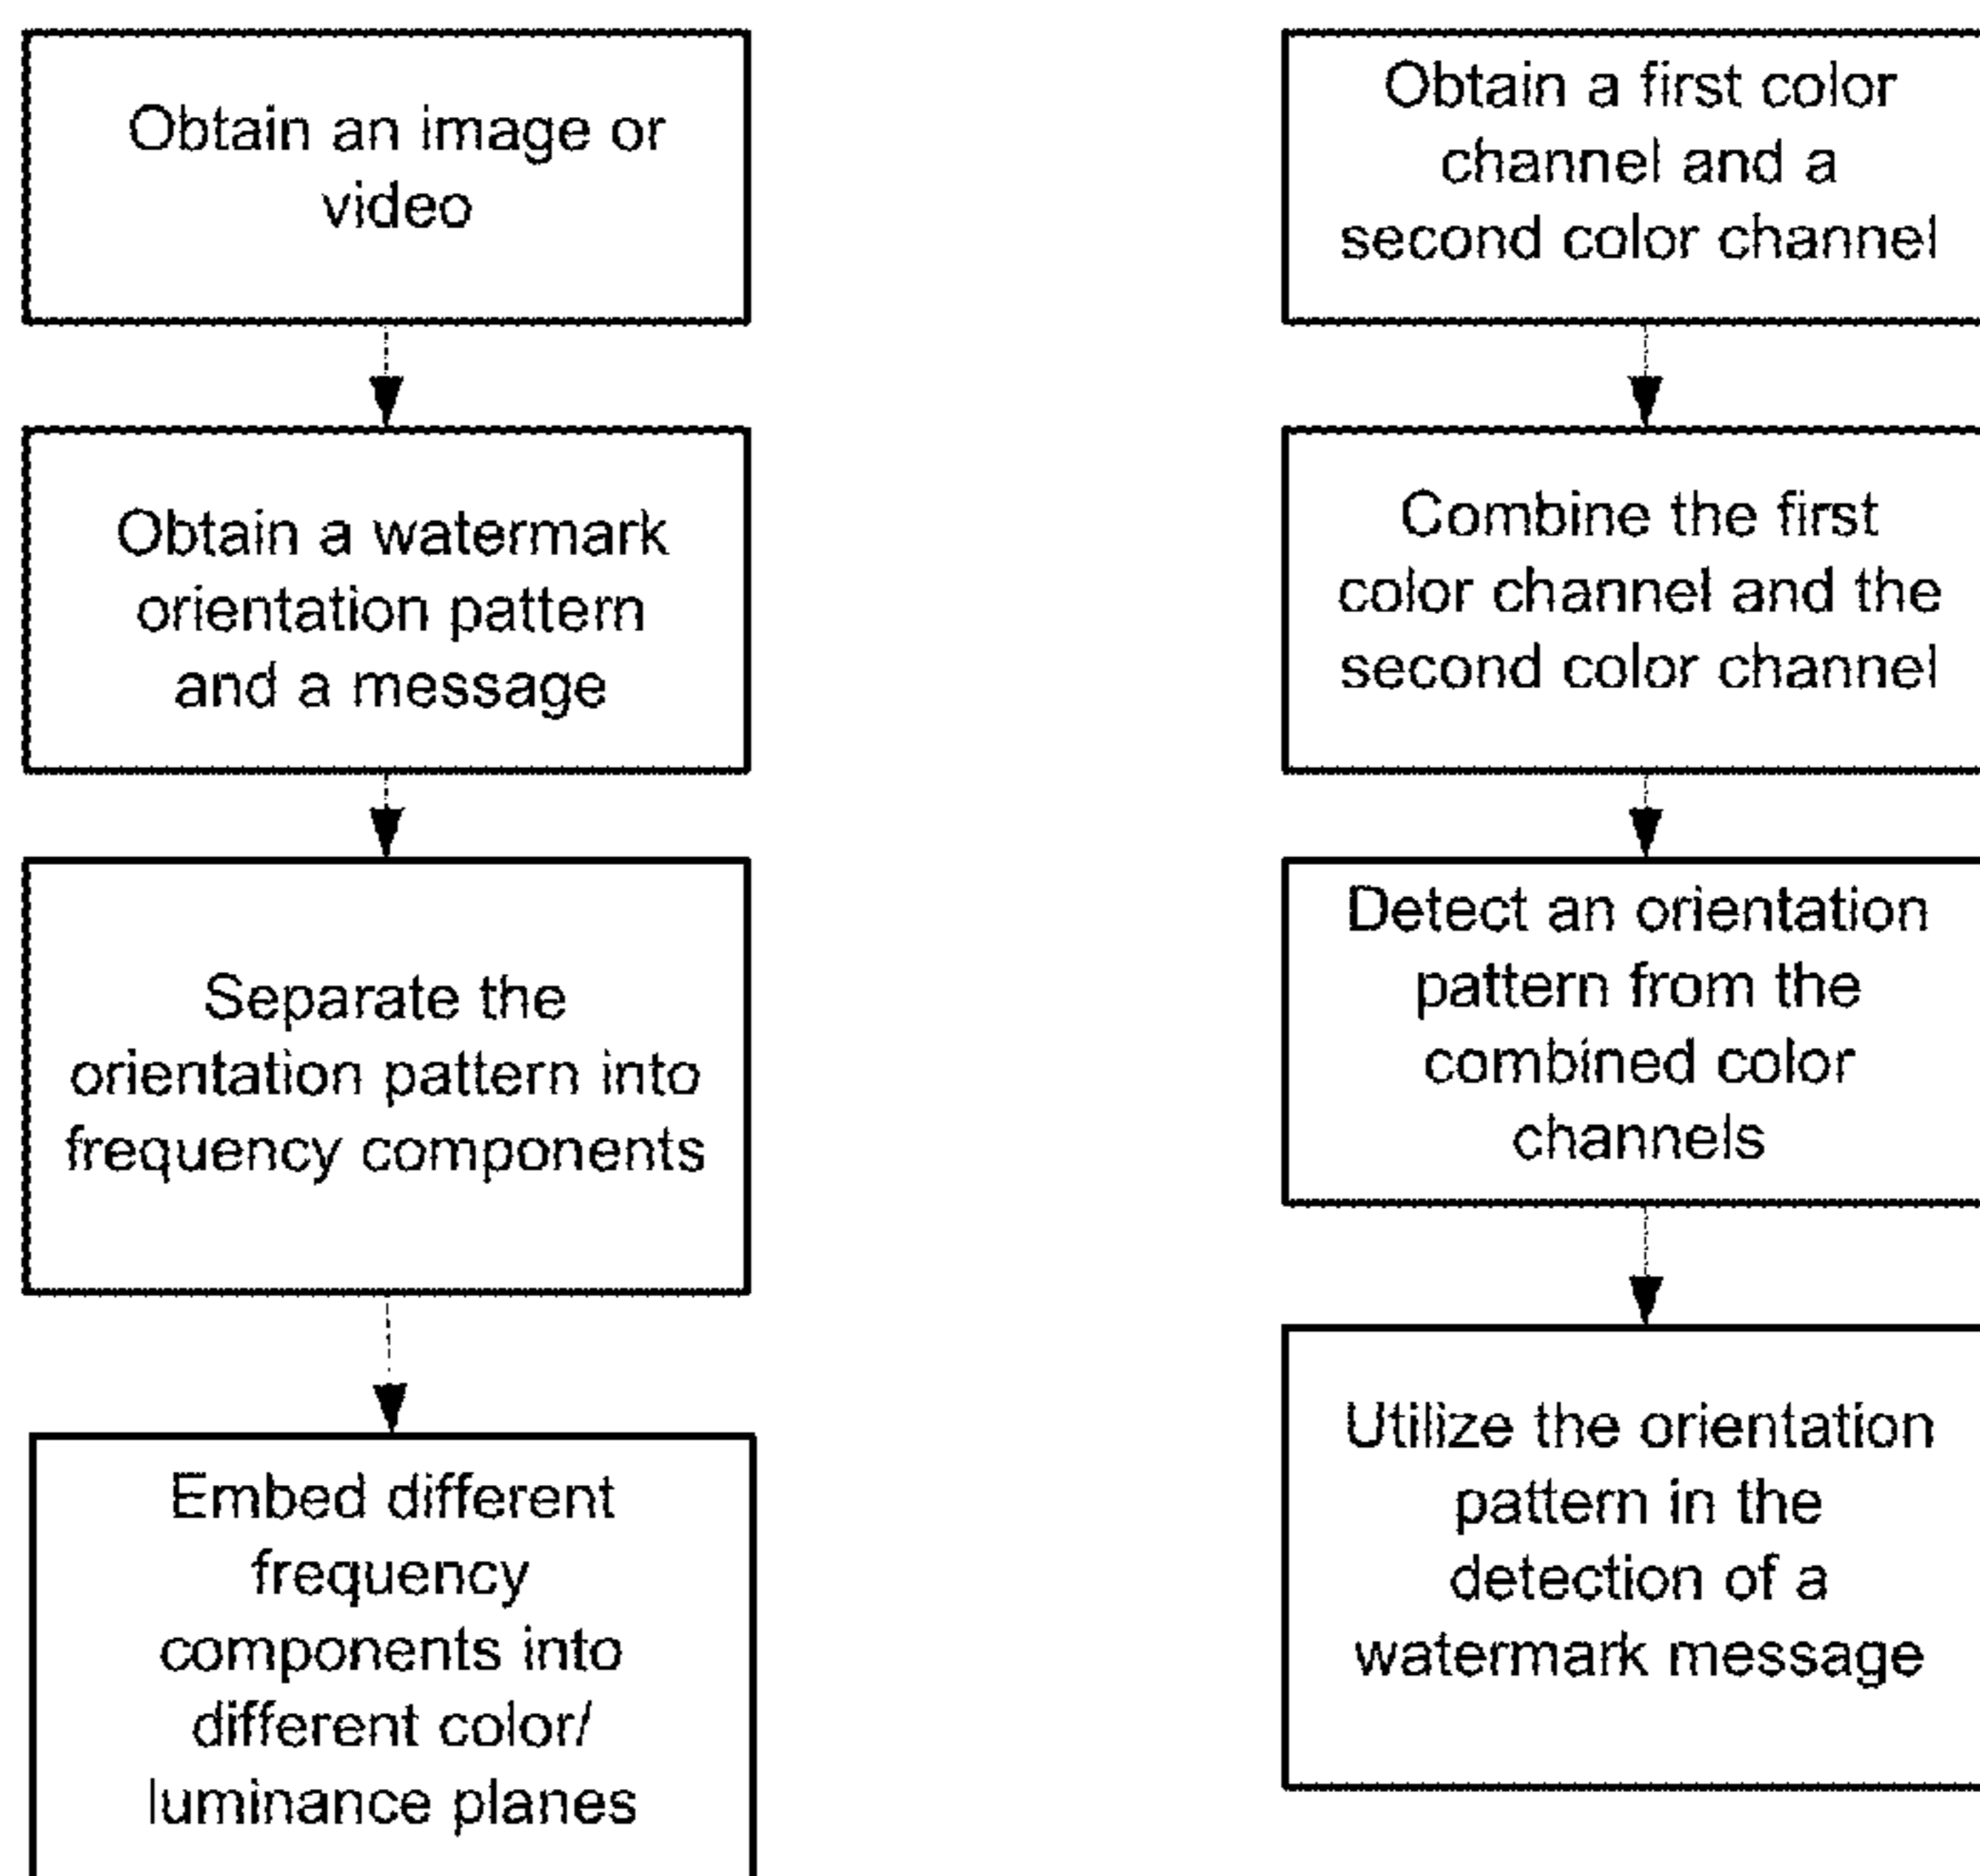 Obtain an image or
video
Obtain a watermark
orientation pattern
and a message
Separate the
orientation pattern into
frequency components
Embed different
frequency
components into
different color/
luminance planes
Obtain a first color
channel and a
second color channel
Combine the first
color channel and the
second color channel
Detect an orientation
pattern from the
combined color
channels
Utilize the orientation
pattern in the
detection of a
watermark message